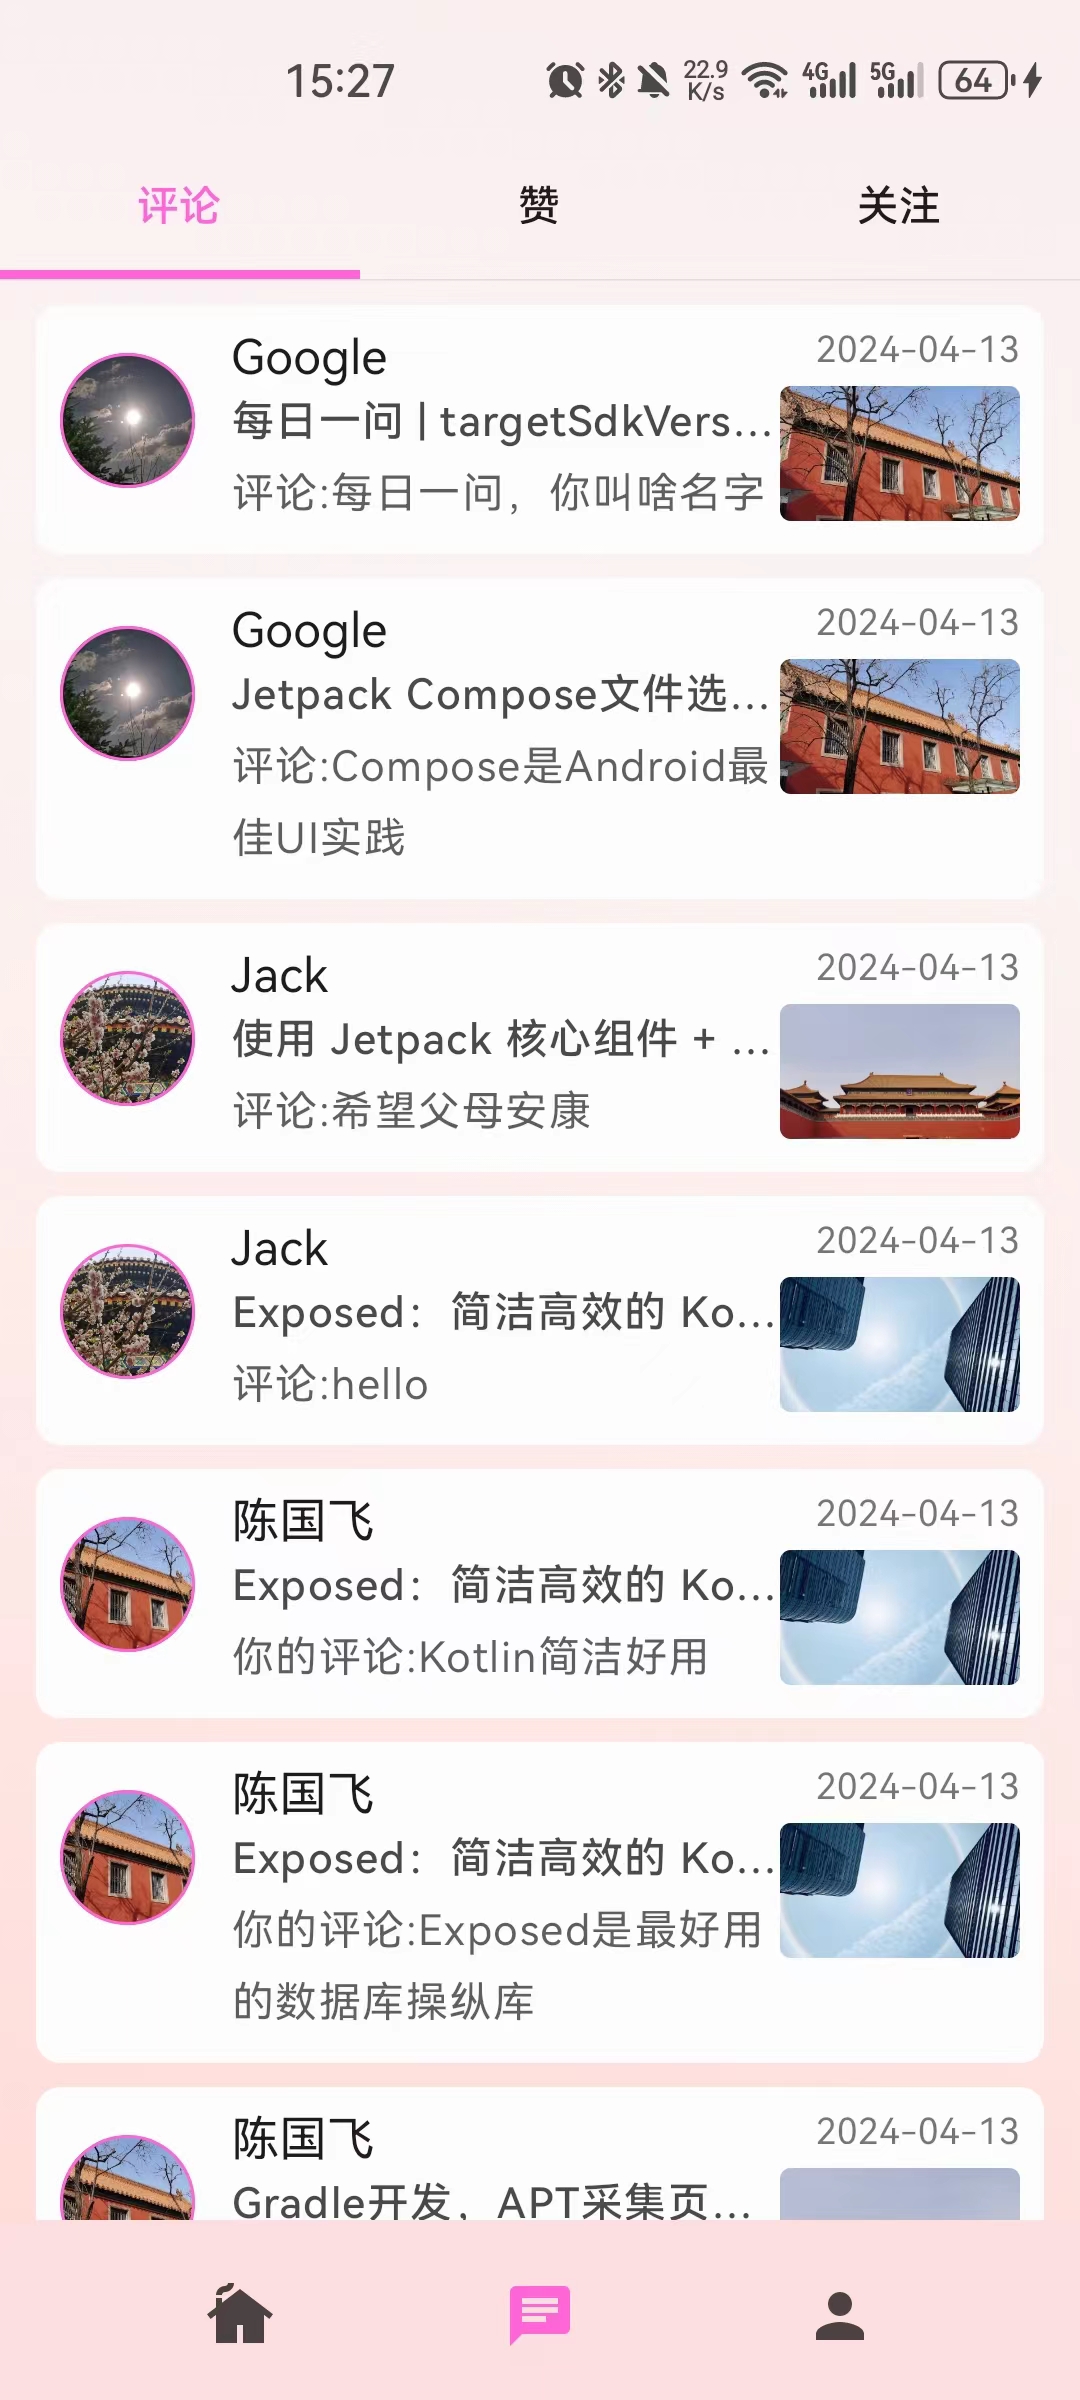 15:27
22.9
K/s
4G
5G
64
评论
赞
关注
Google
2024-04-13
每日一问 | targetSdkVers...
评论:每日一问，你叫啥名字
Google
2024-04-13
Jetpack Compose文件选...
评论:Compose是Android最
佳UI实践
Jack
2024-04-13
使用 Jetpack 核心组件 + ...
评论:希望父母安康
Jack
2024-04-13
Exposed：简洁高效的 Ko...
评论:hello
陈国飞
2024-04-13
Exposed：简洁高效的 Ko...
你的评论:Kotlin简洁好用
陈国飞
2024-04-13
Exposed：简洁高效的 Ko...
你的评论:Exposed是最好用
的数据库操纵库
陈国飞
2024-04-13
Gradle开发，APT采集页...